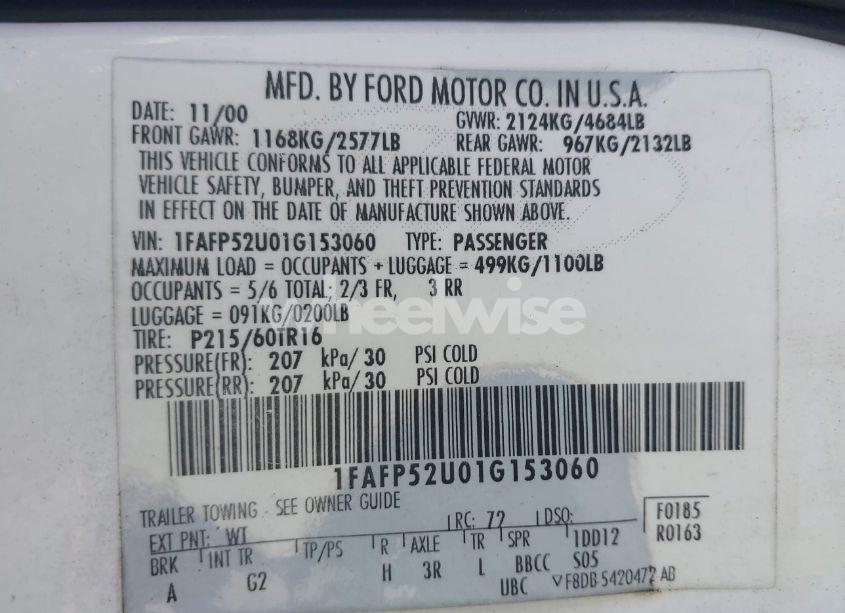 MFD. BY FORD MOTOR CO. IN U.S.A.
DATE: 11/00 GVWR: 2124KG/4684LB
FRONT GAWR: 1168KG/2577LB REAR GAWR: 967KG/2132LB
THIS VEHICLE CONFORMS TO ALL APPLICABLE FEDERAL MOTOR
VEHICLE SAFETY, BUMPER, AND THEFT PREVENTION STANDARDS
IN EFFECT ON THE DATE OF MANUFACTURE SHOWN ABOVE.
VIN: 1FAFP52U01G153060 TYPE: PASSENGER
MAXIMUM LOAD = OCCUPANTS + LUGGAGE = 499KG/1100LB
OCCUPANTS = 5/6 TOTAL; 2/3 FR, 3 RR
LUGGAGE = 091KG/0200LB
wheelwise
TIRE: P215/60TR16
PRESSURE(FR): 207 kPa/ 30 PSI COLD
PRESSURE(RR): 207 kPa/ 30 PSI COLD
1FAFP52U01G153060
TRAILER TOWING - SEE OWNER GUIDE
EXT PNT: WT RC: 72 DSO: F0185
BRK INT TR TP/PS R AXLE TR SPR 1DD12 R0163
A G2 H 3R L BBCC S05
UBC VF8DB 5420472 AB